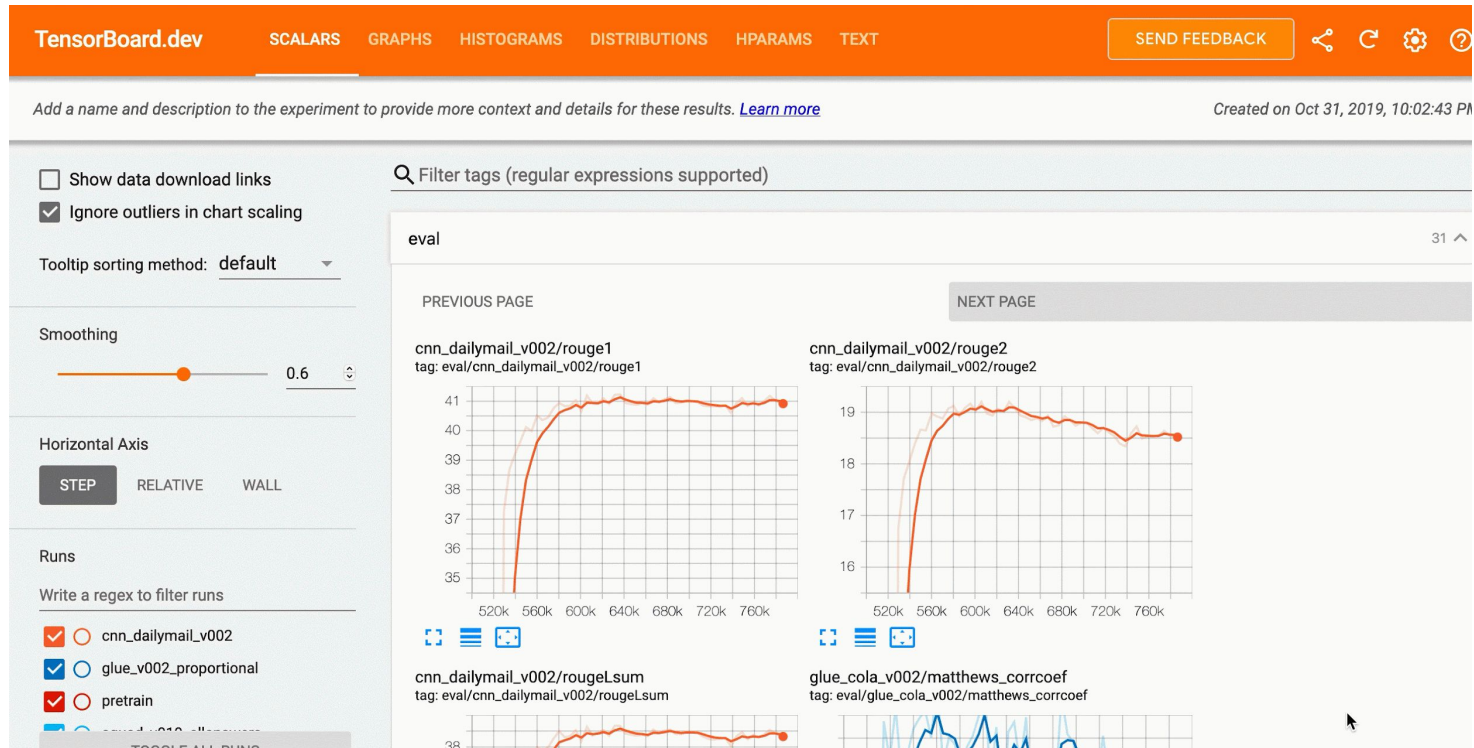 TensorBoard.dev SCALARS GRAPHS HISTOGRAMS DISTRIBUTIONS HPARAMS TEXT SEND FEEDBACK
Add a name and description to the experiment to provide more context and details for these results. Learn more
Created on Oct 31, 2019, 10:02:43 PM
Show data download links
Ignore outliers in chart scaling
Tooltip sorting method: default
Smoothing
0.6
Horizontal Axis
STEP RELATIVE WALL
Runs
Write a regex to filter runs
cnn_dailymail_v002
glue_v002_proportional
pretrain
Filter tags (regular expressions supported)
eval
31
PREVIOUS PAGE
NEXT PAGE
cnn_dailymail_v002/rouge1
tag: eval/cnn_dailymail_v002/rouge1
41
40
39
38
37
36
35
520k 560k 600k 640k 680k 720k 760k
cnn_dailymail_v002/rouge2
tag: eval/cnn_dailymail_v002/rouge2
19
18
17
16
520k 560k 600k 640k 680k 720k 760k
cnn_dailymail_v002/rougeLsum
tag: eval/cnn_dailymail_v002/rougeLsum
38
glue_cola_v002/matthews_corrcoef
tag: eval/glue_cola_v002/matthews_corrcoef